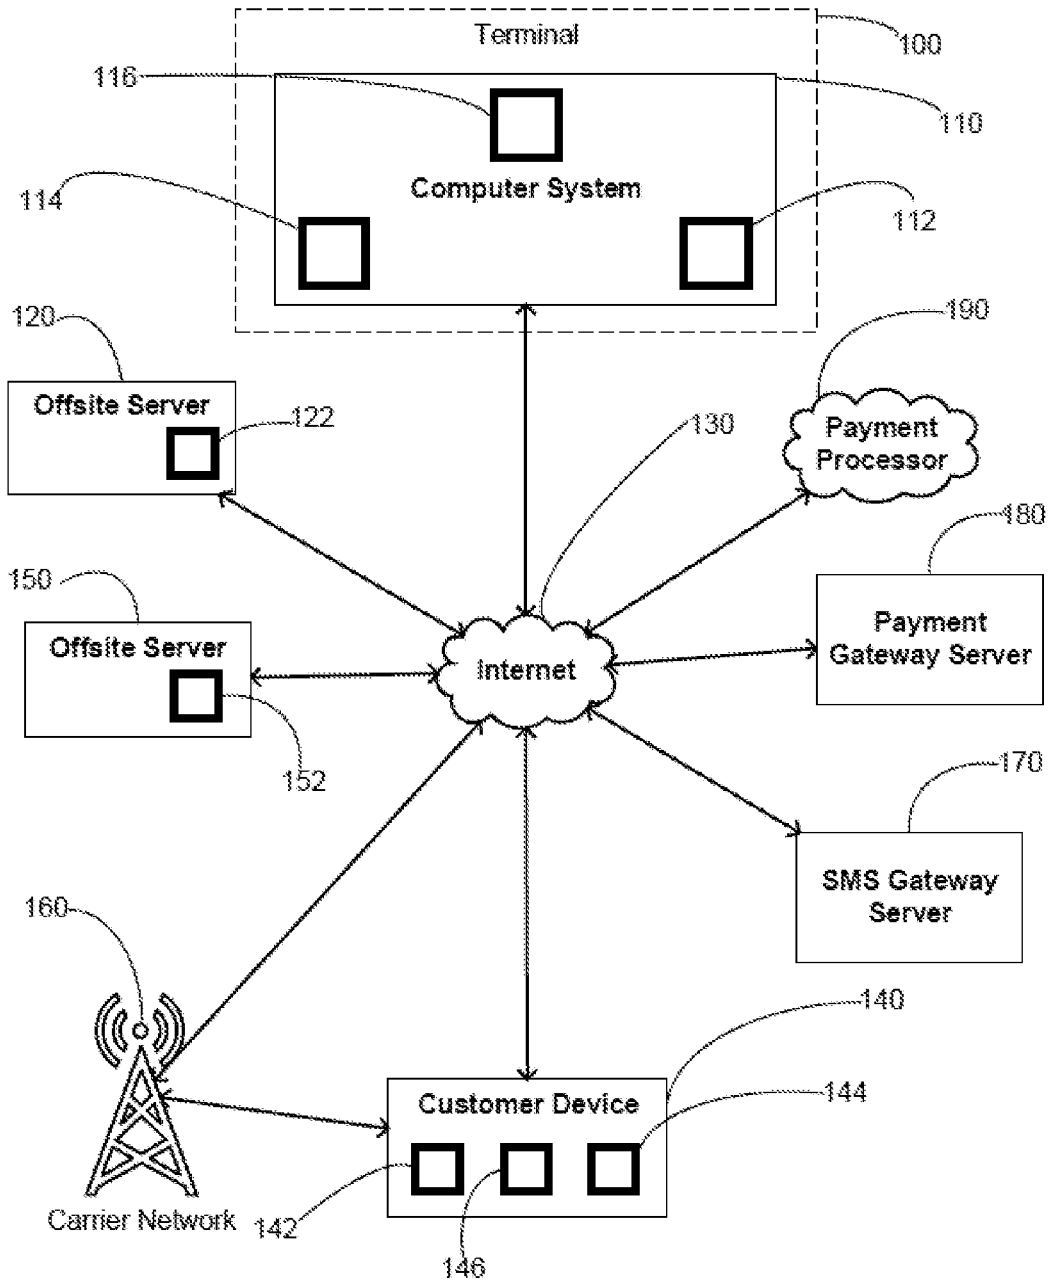 Terminal
100
116
110
Computer System
114
112
120
190
Offsite Server
122
130
Payment
Processor
180
150
Payment
Gateway Server
Offsite Server
Internet
152
170
SMS Gateway
Server
160
140
Customer Device
144
Carrier Network
142
146